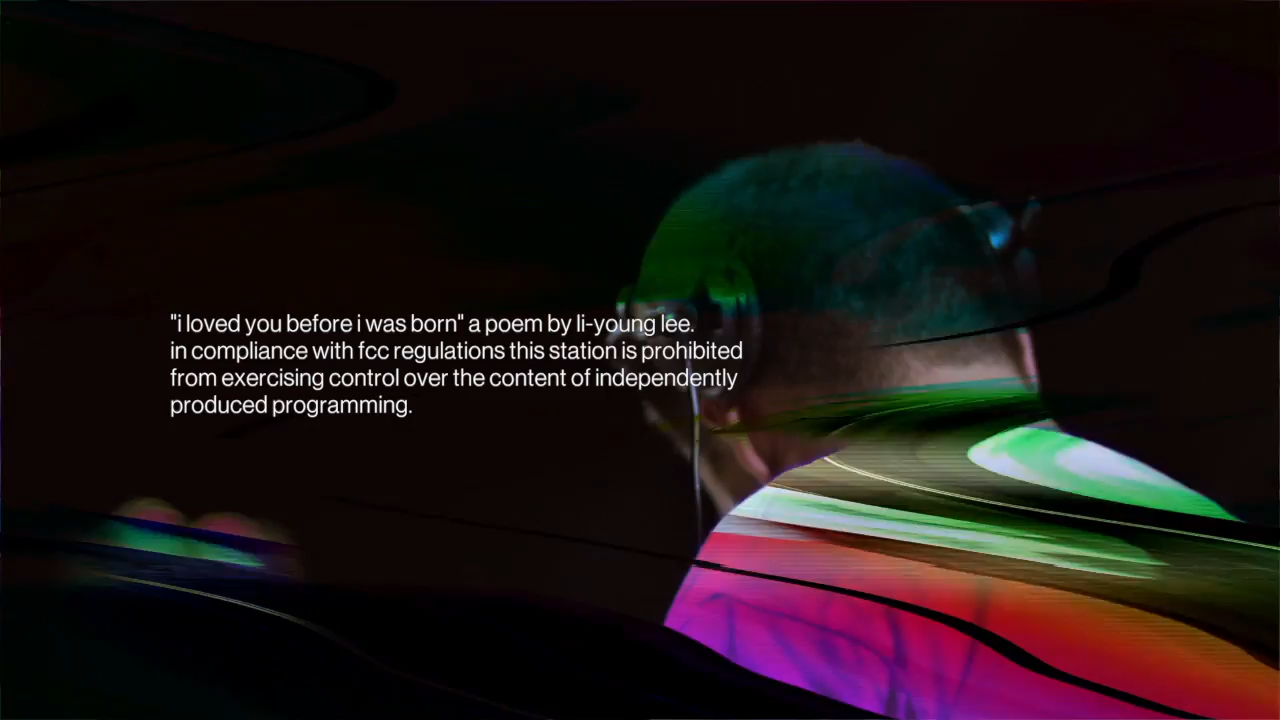 "i loved you before i was born" a poem by li-young lee.
in compliance with fcc regulations this station is prohibited
from exercising control over the content of independently
produced programming.